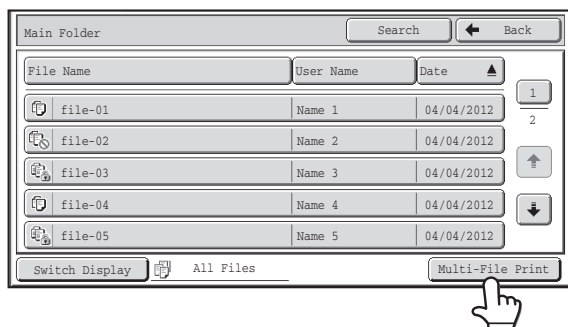 Main Folder Search Back
File Name User Name Date
file-01 Name 1 04/04/2012
file-02 Name 2 04/04/2012
file-03 Name 3 04/04/2012
file-04 Name 4 04/04/2012
file-05 Name 5 04/04/2012
1
2
Switch Display All Files Multi-File Print